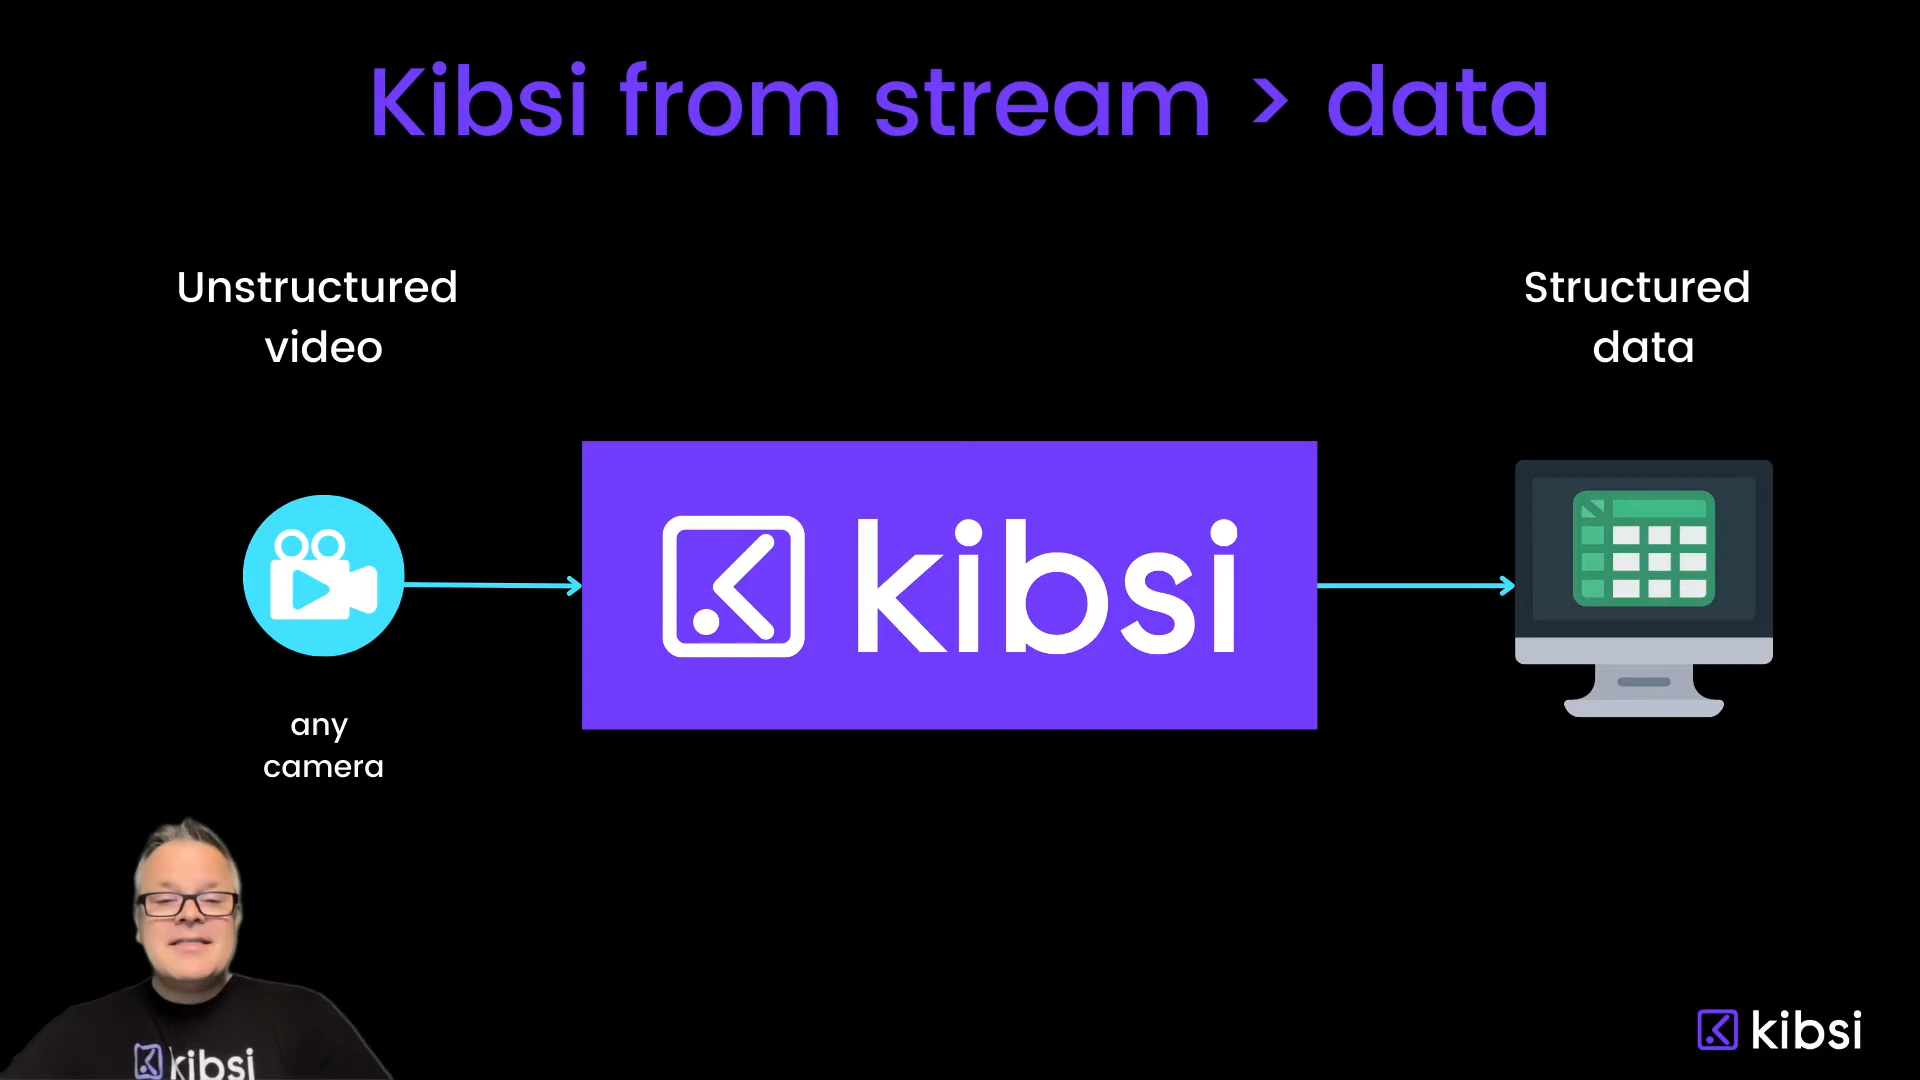 Kibsi from stream > data
Unstructured
video
Structured
data
kibsi
any
camera
kibsi
kibsi